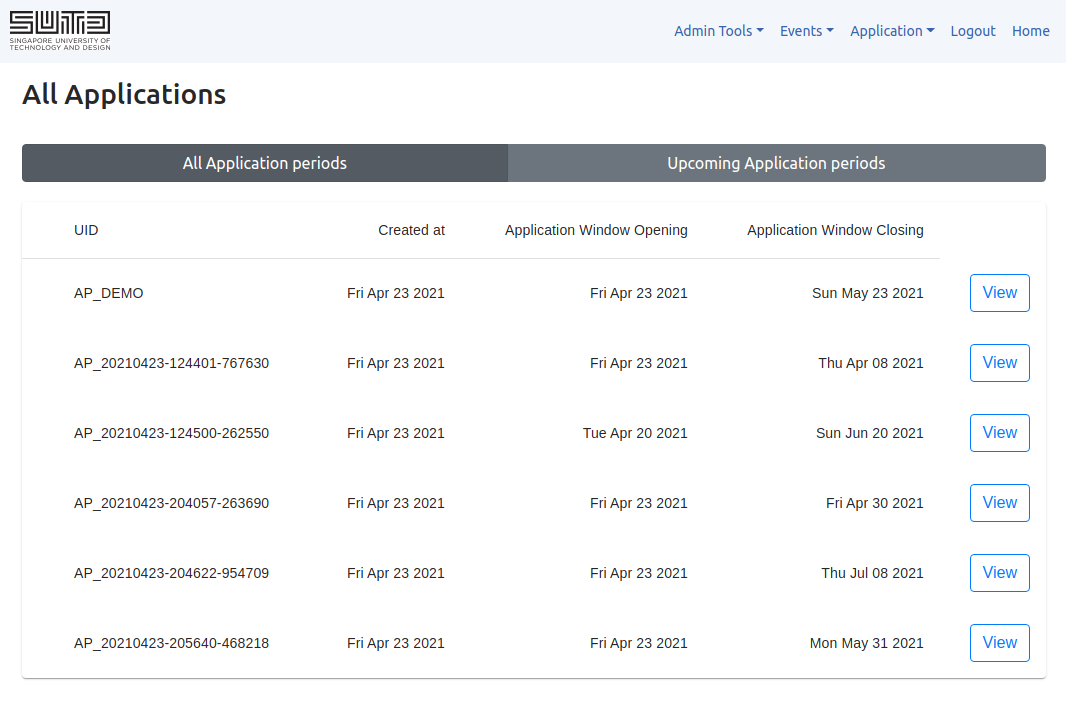 SUTD
SINGAPORE UNIVERSITY OF
TECHNOLOGY AND DESIGN
Admin Tools Events Application Logout Home
All Applications
All Application periods Upcoming Application periods
UID Created at Application Window Opening Application Window Closing
AP_DEMO Fri Apr 23 2021 Fri Apr 23 2021 Sun May 23 2021 View
AP_20210423-124401-767630 Fri Apr 23 2021 Fri Apr 23 2021 Thu Apr 08 2021 View
AP_20210423-124500-262550 Fri Apr 23 2021 Tue Apr 20 2021 Sun Jun 20 2021 View
AP_20210423-204057-263690 Fri Apr 23 2021 Fri Apr 23 2021 Fri Apr 30 2021 View
AP_20210423-204622-954709 Fri Apr 23 2021 Fri Apr 23 2021 Thu Jul 08 2021 View
AP_20210423-205640-468218 Fri Apr 23 2021 Fri Apr 23 2021 Mon May 31 2021 View